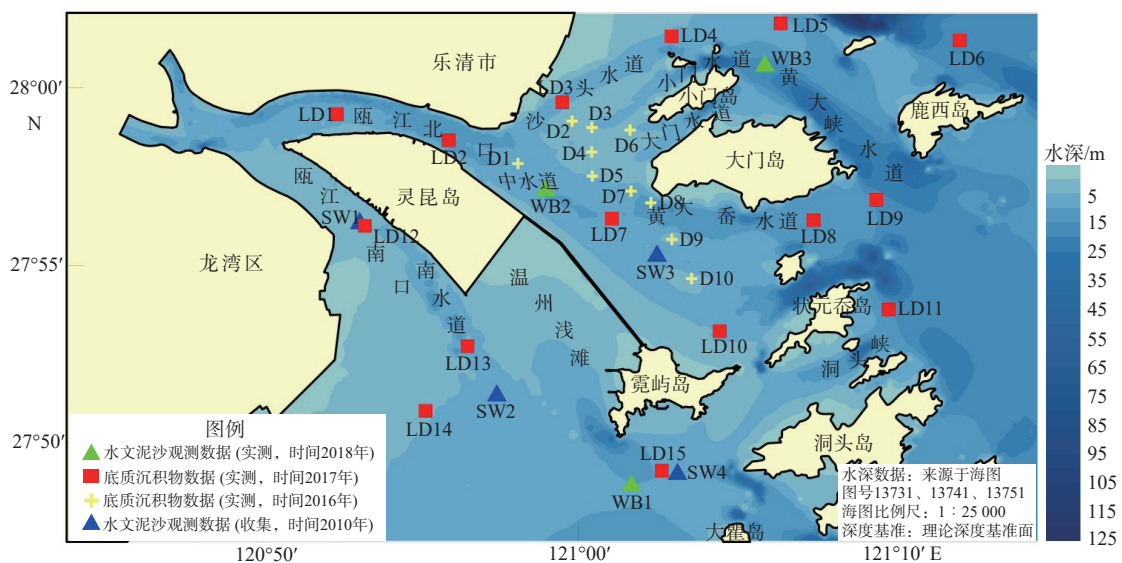 乐清市
LD4
LD5
LD6
WB3
28°00′
N
沙头水道
小门水道
小门岛
黄大峡水道
鹿西岛
LD3
D3
D2
D6
大门水道
LD1
瓯江北口
LD2
D4
D1
中水道
D5
大门岛
水深/m
5
15
25
35
45
55
65
75
85
95
105
115
125
瓯江南口
灵昆岛
WB2
D7
D8
SW1
LD12
LD7
黄大岙水道
LD8
LD9
D9
27°55′
龙湾区
南水道
温州浅滩
SW3
D10
状元岙岛
LD11
LD13
LD10
洞头峡
霓屿岛
SW2
LD14
27°50′
洞头岛
LD15
SW4
WB1
大瞿岛
图例
水文泥沙观测数据(实测,时间2018年)
底质沉积物数据(实测,时间2017年)
底质沉积物数据(实测,时间2016年)
水文泥沙观测数据(收集,时间2010年)
水深数据:来源于海图
图号13731、13741、13751
海图比例尺:1∶25 000
深度基准:理论深度基准面
120°50′
121°00′
121°10′ E